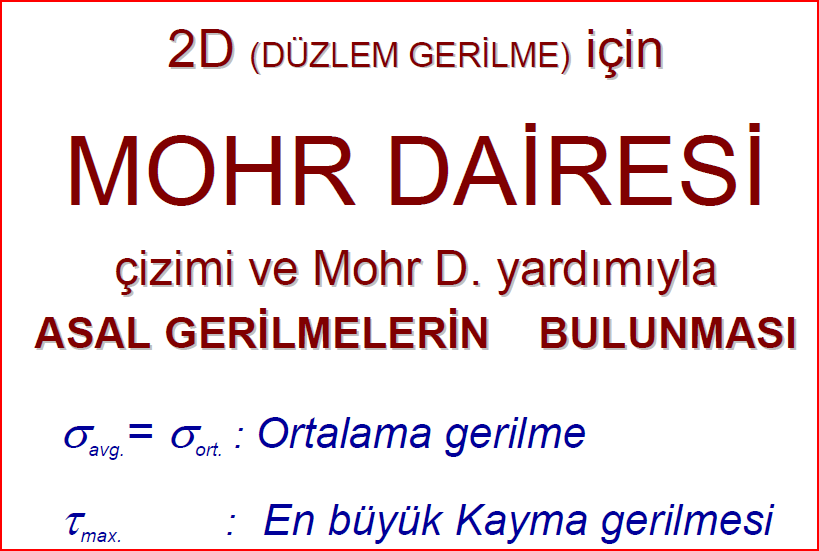 2D (DÜZLEM GERİLME) için
MOHR DAİRESİ
çizimi ve Mohr D. yardımıyla
ASAL GERİLMELERİN BULUNMASI
σavg.= σort. : Ortalama gerilme
τmax. : En büyük Kayma gerilmesi